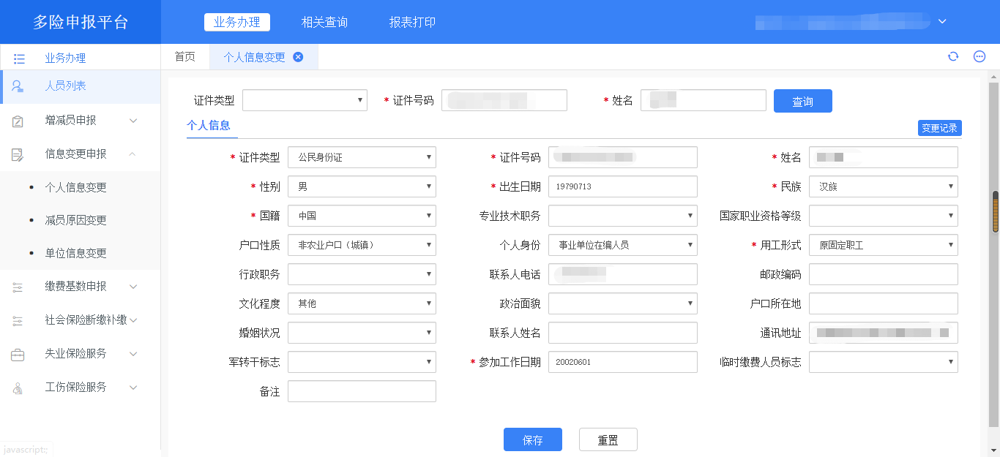 多险申报平台
业务办理 相关查询 报表打印
业务办理
首页 个人信息变更
人员列表
增减员申报
信息变更申报
个人信息变更
减员原因变更
单位信息变更
缴费基数申报
社会保险断缴补缴
失业保险服务
工伤保险服务
javascript:;
证件类型 * 证件号码 * 姓名 查询
个人信息 变更记录
* 证件类型 公民身份证 * 证件号码 * 姓名
* 性别 男 * 出生日期 19790713 * 民族 汉族
* 国籍 中国 专业技术职务 国家职业资格等级
户口性质 非农业户口（城镇） 个人身份 事业单位在编人员 * 用工形式 原固定职工
行政职务 联系人电话 邮政编码
文化程度 其他 政治面貌 户口所在地
婚姻状况 联系人姓名 通讯地址
军转干标志 * 参加工作日期 20020601 临时缴费人员标志
备注
保存 重置